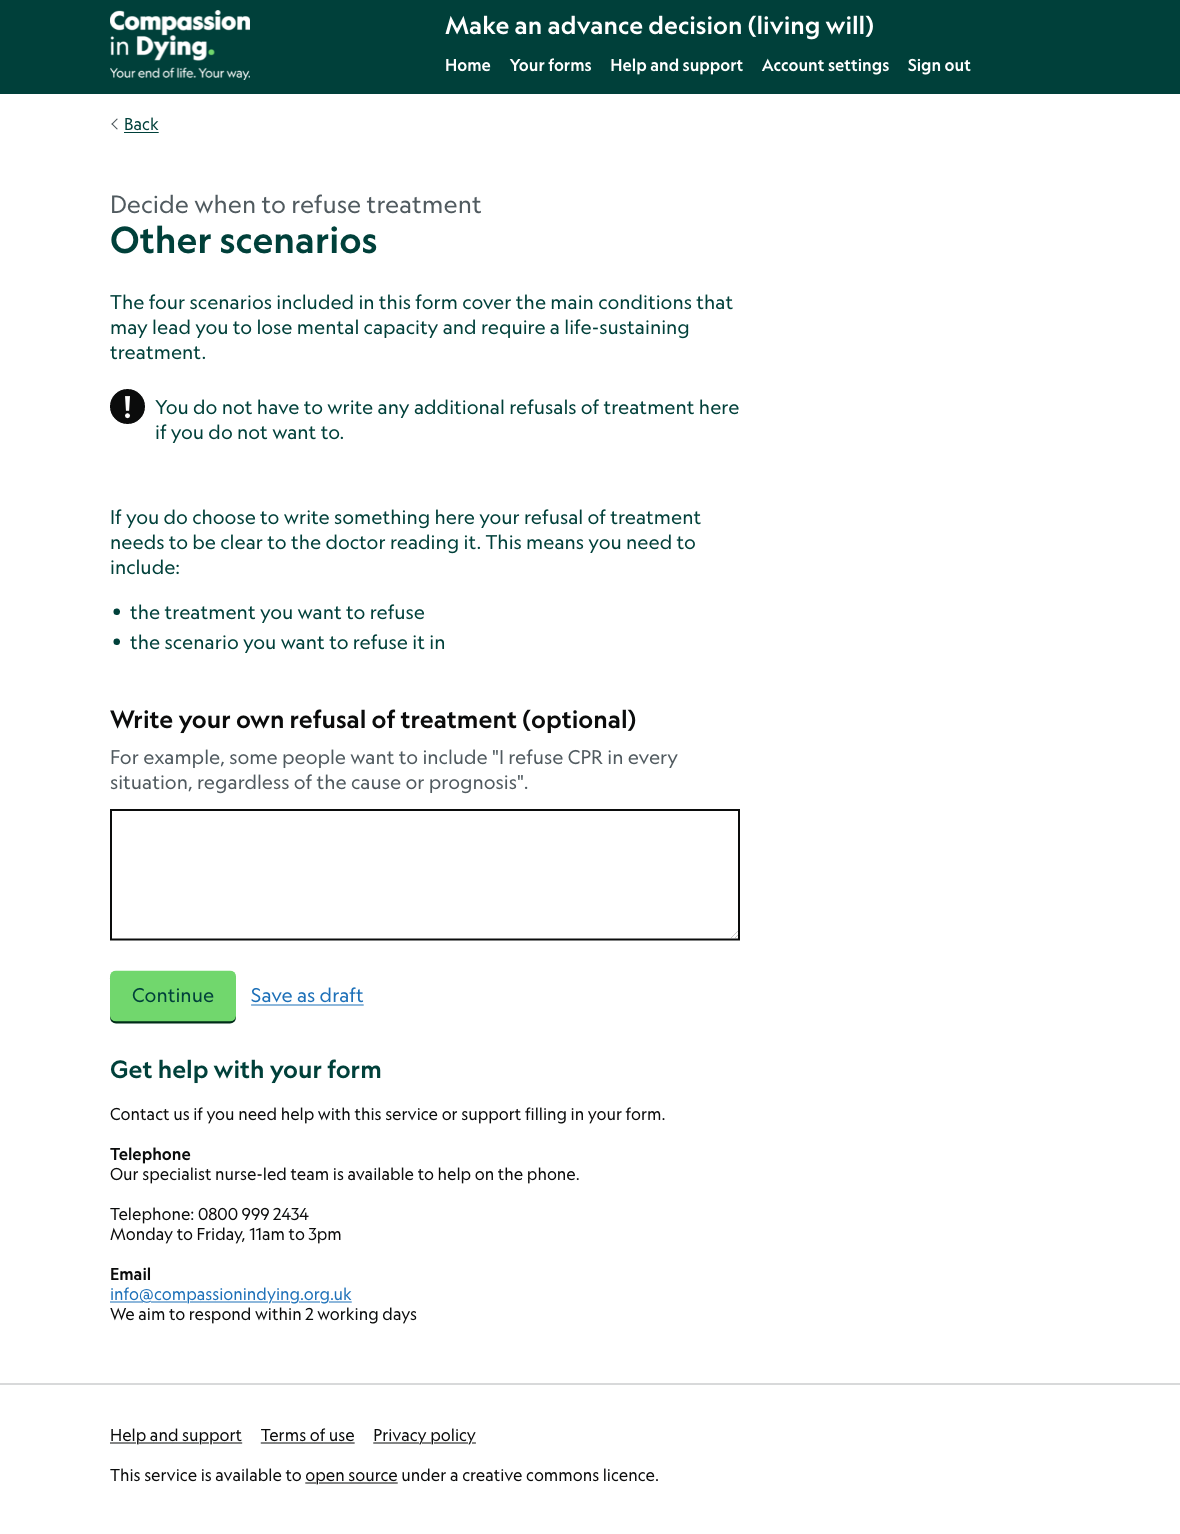 Compassion
in Dying.
Your end of life. Your way.
Make an advance decision (living will)
Home Your forms Help and support Account settings Sign out
Back
Decide when to refuse treatment
Other scenarios
The four scenarios included in this form cover the main conditions that
may lead you to lose mental capacity and require a life-sustaining
treatment.
You do not have to write any additional refusals of treatment here
if you do not want to.
If you do choose to write something here your refusal of treatment
needs to be clear to the doctor reading it. This means you need to
include:
• the treatment you want to refuse
• the scenario you want to refuse it in
Write your own refusal of treatment (optional)
For example, some people want to include "I refuse CPR in every
situation, regardless of the cause or prognosis".
Continue Save as draft
Get help with your form
Contact us if you need help with this service or support filling in your form.
Telephone
Our specialist nurse-led team is available to help on the phone.
Telephone: 0800 999 2434
Monday to Friday, 11am to 3pm
Email
info@compassionindying.org.uk
We aim to respond within 2 working days
Help and support Terms of use Privacy policy
This service is available to open source under a creative commons licence.